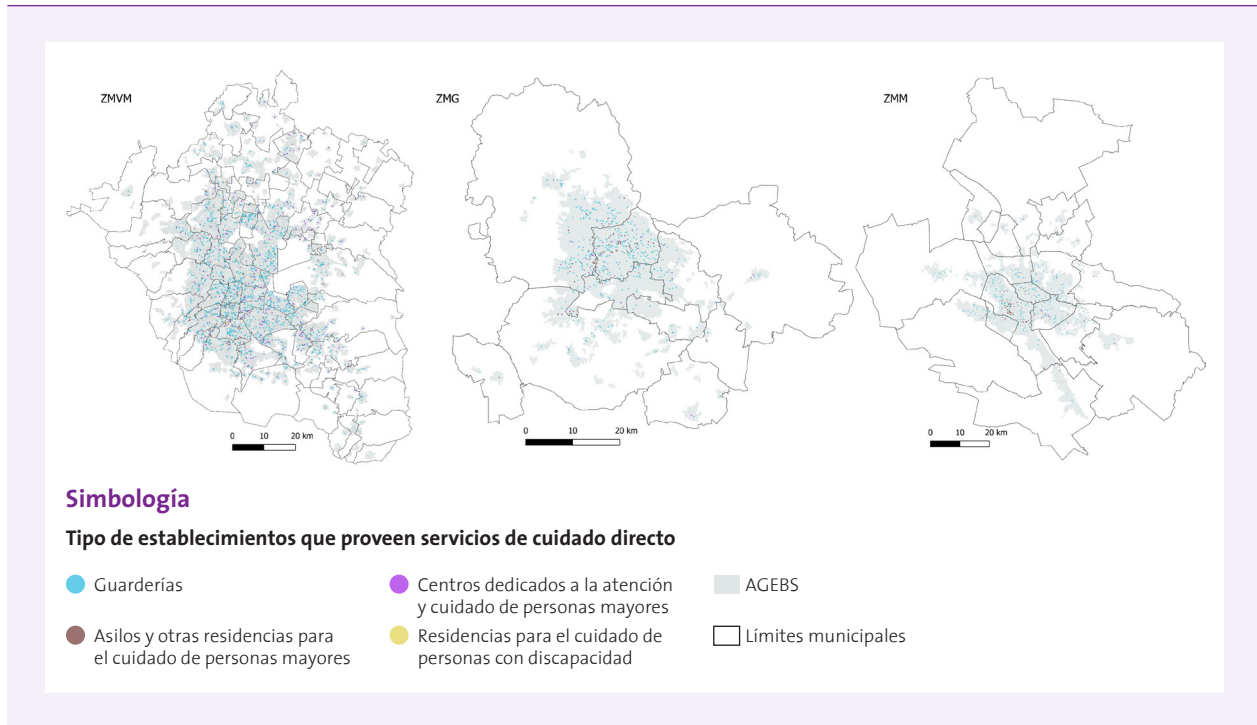 ZMVM
ZMG
ZMM
0 10 20 km
0 10 20 km
0 10 20 km
Simbología
Tipo de establecimientos que proveen servicios de cuidado directo
Guarderías
Centros dedicados a la atención
y cuidado de personas mayores
AGEBS
Asilos y otras residencias para
el cuidado de personas mayores
Residencias para el cuidado de
personas con discapacidad
Límites municipales